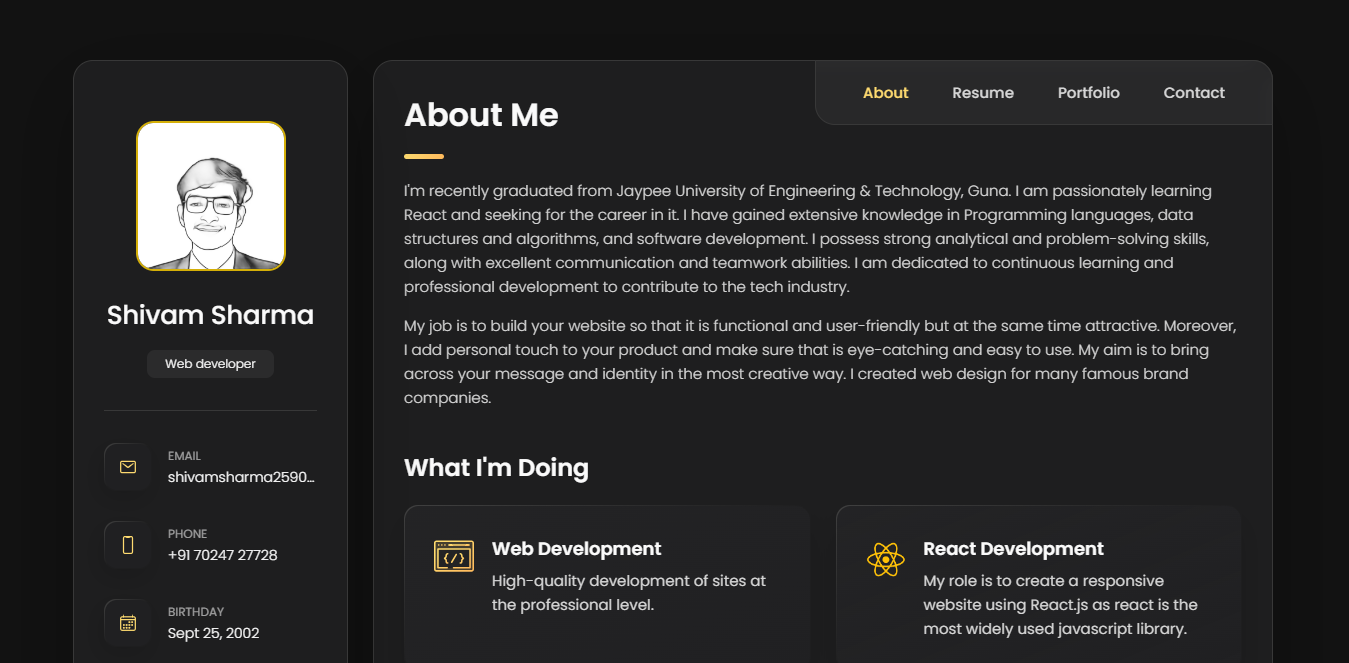 Shivam Sharma
Web developer
EMAIL
shivamsharma2590...
PHONE
+91 70247 27728
BIRTHDAY
Sept 25, 2002
About
Resume
Portfolio
Contact
About Me
I'm recently graduated from Jaypee University of Engineering & Technology, Guna. I am passionately learning
React and seeking for the career in it. I have gained extensive knowledge in Programming languages, data
structures and algorithms, and software development. I possess strong analytical and problem-solving skills,
along with excellent communication and teamwork abilities. I am dedicated to continuous learning and
professional development to contribute to the tech industry.
My job is to build your website so that it is functional and user-friendly but at the same time attractive. Moreover,
I add personal touch to your product and make sure that is eye-catching and easy to use. My aim is to bring
across your message and identity in the most creative way. I created web design for many famous brand
companies.
What I'm Doing
Web Development
High-quality development of sites at
the professional level.
React Development
My role is to create a responsive
website using React.js as react is the
most widely used javascript library.